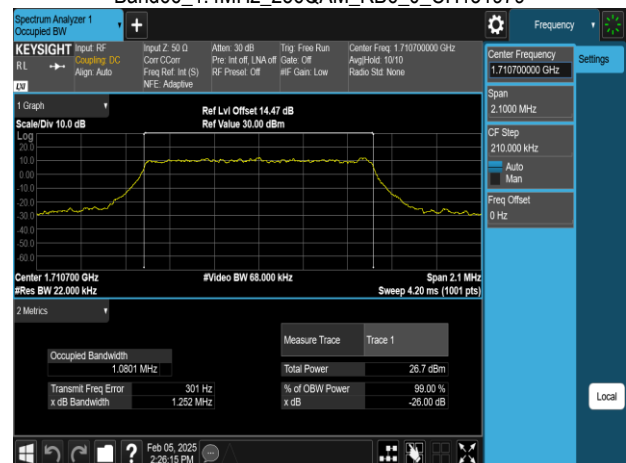 Spectrum Analyzer 1
Occupied BW
+
Frequency
KEYSIGHT
RL
LXI
Input: RF
Coupling: DC
Align: Auto
Input Z: 50 Ω
Corr CCorr
Freq Ref: Int (S)
NFE: Adaptive
Atten: 30 dB
Pre: Int off, LNA off
RF Presel: Off
Trig: Free Run
Gate: Off
#IF Gain: Low
Center Freq: 1.710700000 GHz
Avg|Hold: 10/10
Radio Std: None
Center Frequency
1.710700000 GHz
Settings
Span
2.1000 MHz
CF Step
210.000 kHz
Auto
Man
Freq Offset
0 Hz
Local
1 Graph
Scale/Div 10.0 dB
Ref Lvl Offset 14.47 dB
Ref Value 30.00 dBm
Log
20.0
10.0
0.00
-10.0
-20.0
-30.0
-40.0
-50.0
-60.0
Center 1.710700 GHz
#Video BW 68.000 kHz
Span 2.1 MHz
#Res BW 22.000 kHz
Sweep 4.20 ms (1001 pts)
2 Metrics
Measure Trace
Trace 1
Occupied Bandwidth
1.0801 MHz
Total Power
26.7 dBm
Transmit Freq Error
301 Hz
% of OBW Power
99.00 %
x dB Bandwidth
1.252 MHz
x dB
-26.00 dB
?
Feb 05, 2025
2:26:15 PM